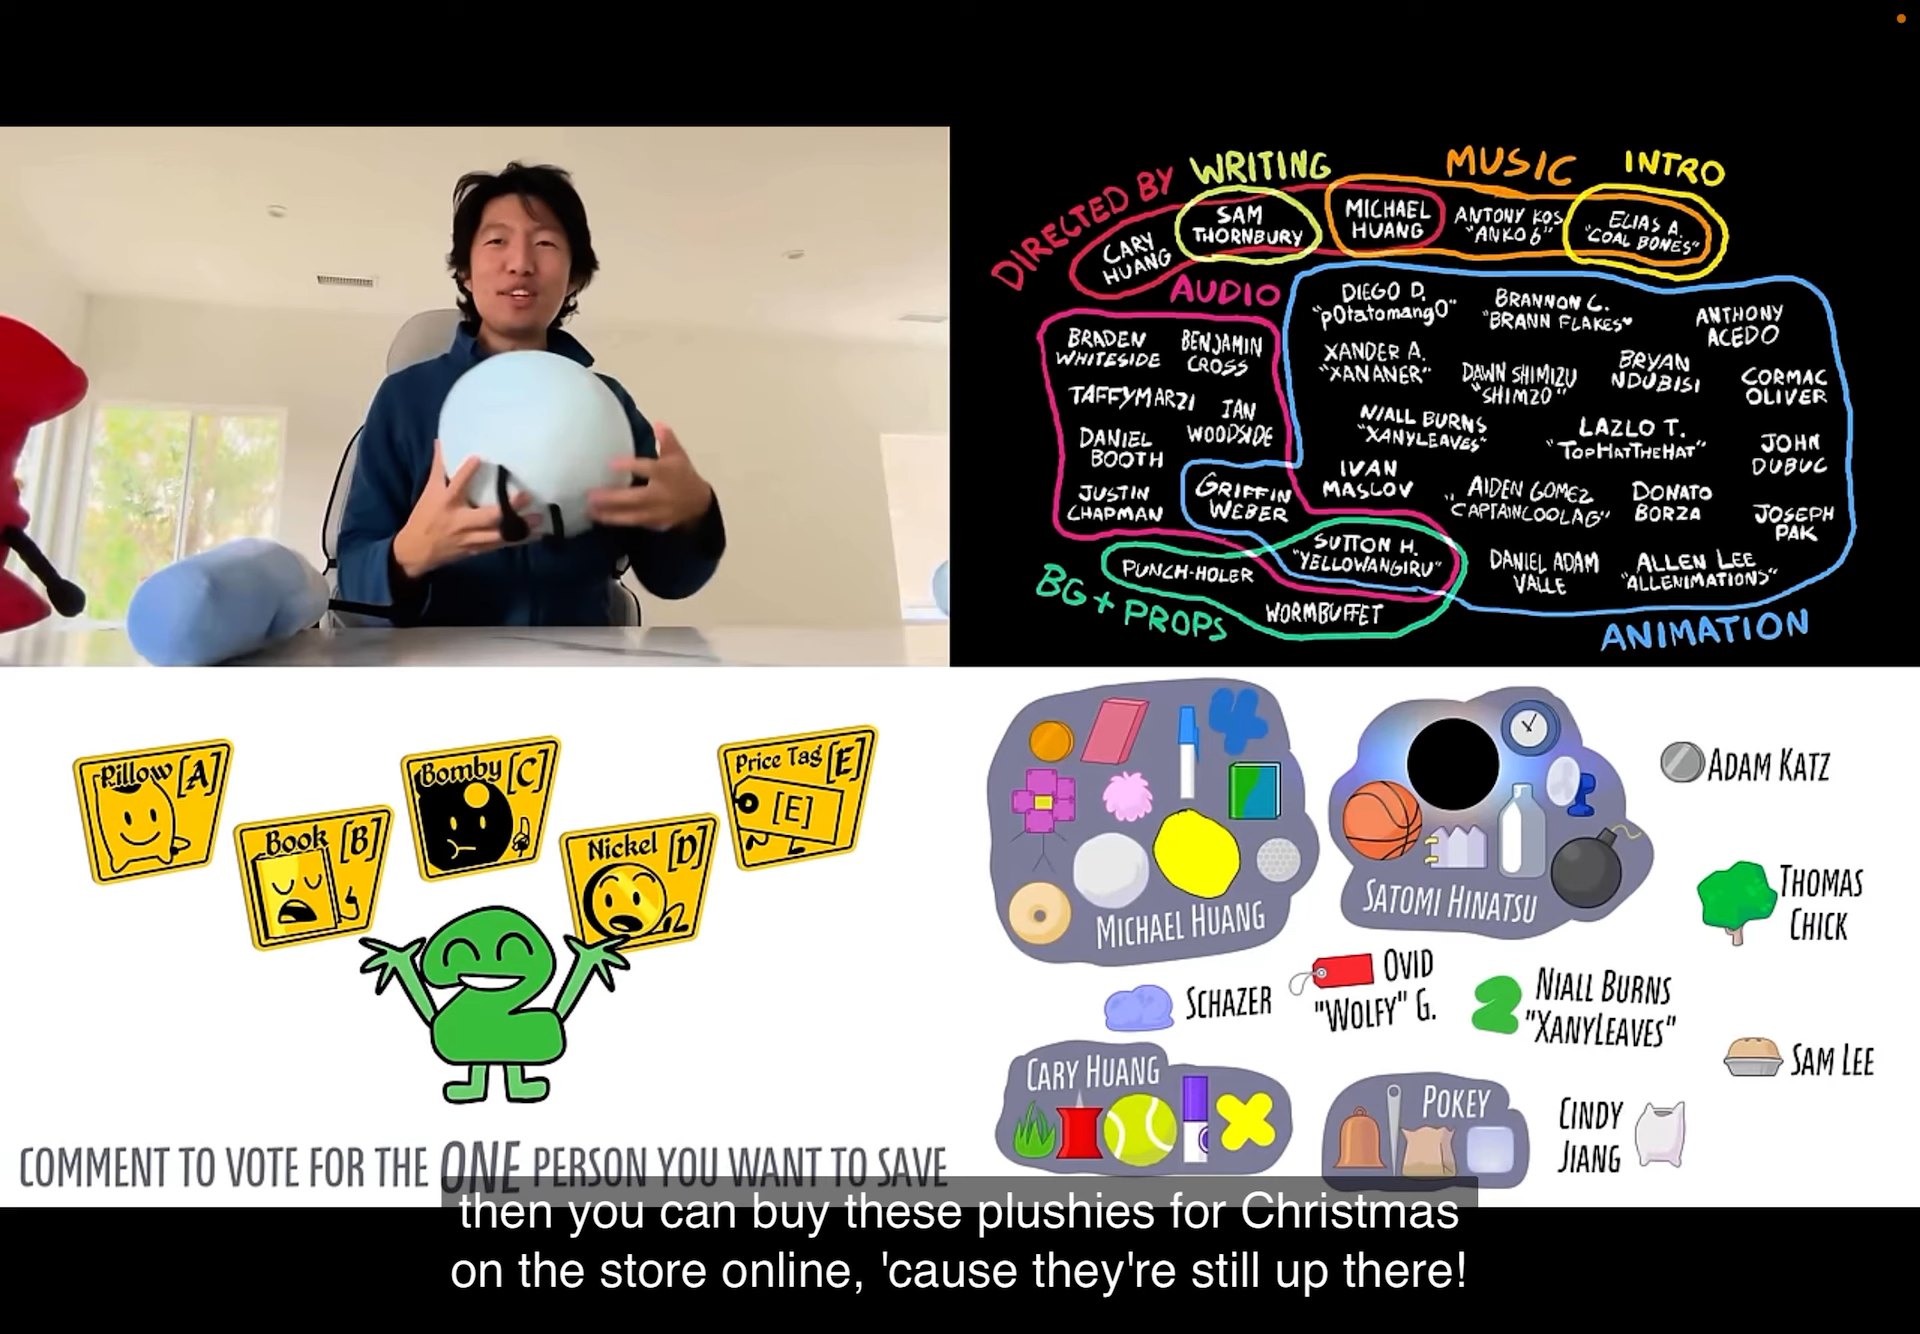 DIRECTED BY
WRITING
MUSIC
INTRO
CARY
HUANG
SAM
THORNBURY
MICHAEL
HUANG
ANTONY KOS
"ANKO6"
ELIAS A.
"COAL BONES"
AUDIO
BRADEN
WHITESIDE
BENJAMIN
CROSS
TAFFYMARZI
IAN
WOODSIDE
DANIEL
BOOTH
JUSTIN
CHAPMAN
GRIFFIN
WEBER
DIEGO D.
"pOtatomangO"
BRANNON C.
"BRANN FLAKES♥
ANTHONY
ACEDO
XANDER A.
"XANANER"
DAWN SHIMIZU
"SHIMZO"
BRYAN
NDUBISI
CORMAC
OLIVER
NIALL BURNS
"XANYLEAVES"
LAZLO T.
"TOPHATTHEHAT"
JOHN
DUBUC
IVAN
MASLOV
AIDEN GOMEZ
"CAPTAINCOOLAG"
DONATO
BORZA
JOSEPH
PAK
SUTTON H.
"YELLOWANGIRU"
DANIEL ADAM
VALLE
ALLEN LEE
"ALLENIMATIONS"
PUNCH-HOLER
WORMBUFFET
BG + PROPS
ANIMATION
Pillow [A]
Book [B]
Bomby [C]
Nickel [D]
Price Tag [E]
[E]
COMMENT TO VOTE FOR THE ONE PERSON YOU WANT TO SAVE
MICHAEL HUANG
SATOMI HINATSU
ADAM KATZ
THOMAS
CHICK
SCHAZER
OVID
"WOLFY" G.
NIALL BURNS
"XANYLEAVES"
SAM LEE
CARY HUANG
POKEY
CINDY
JIANG
then you can buy these plushies for Christmas
on the store online, 'cause they're still up there!